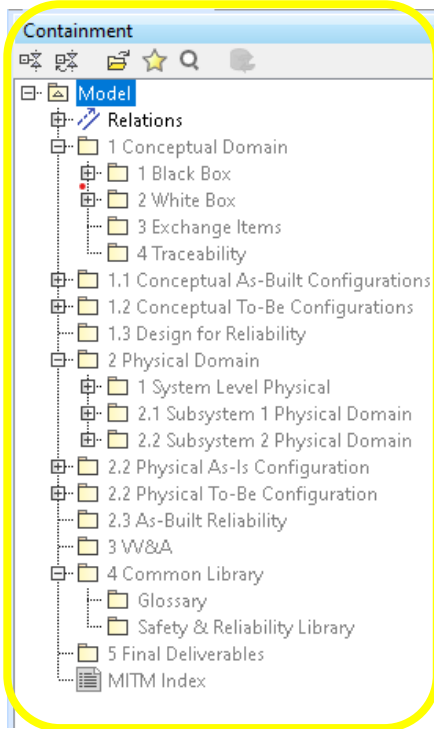 Containment
Model
Relations
1 Conceptual Domain
1 Black Box
2 White Box
3 Exchange Items
4 Traceability
1.1 Conceptual As-Built Configurations
1.2 Conceptual To-Be Configurations
1.3 Design for Reliability
2 Physical Domain
1 System Level Physical
2.1 Subsystem 1 Physical Domain
2.2 Subsystem 2 Physical Domain
2.2 Physical As-Is Configuration
2.2 Physical To-Be Configuration
2.3 As-Built Reliability
3 VV&A
4 Common Library
Glossary
Safety & Reliability Library
5 Final Deliverables
MITM Index